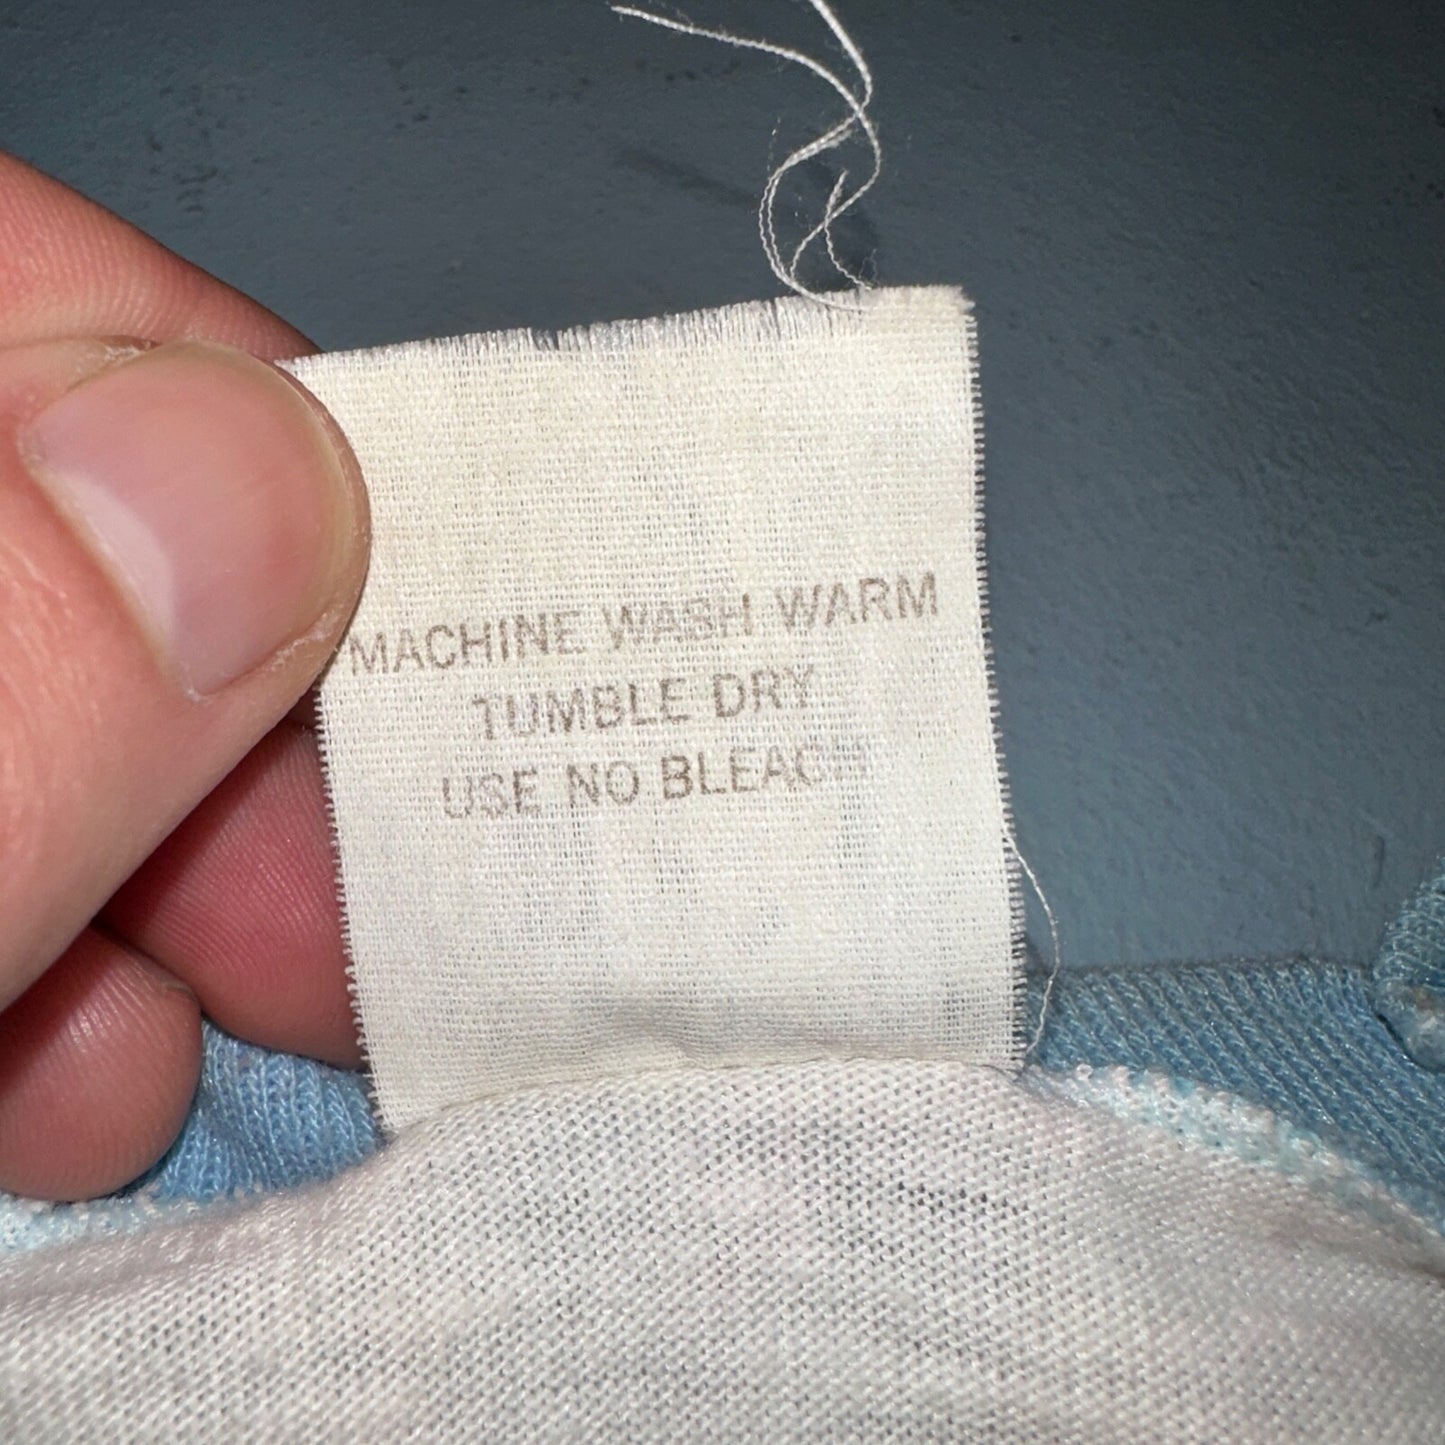 MACHINE WASH WARM
TUMBLE DRY
USE NO BLEACH